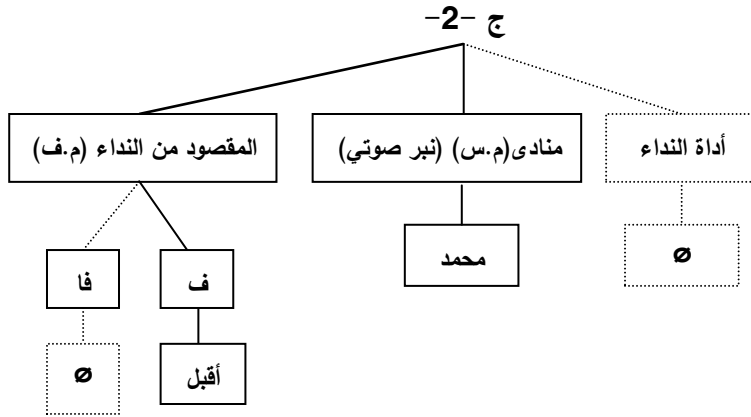 ج -2-
أداة النداء
منادى(م.س) (نبر صوتي)
المقصود من النداء (م.ف)
ø
محمد
ف
فا
أقبل
ø